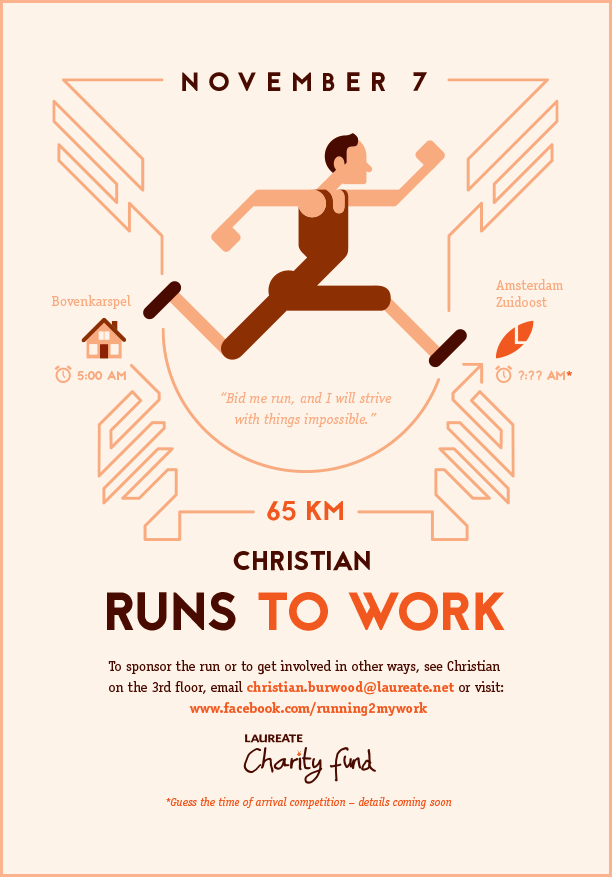 NOVEMBER 7
Bovenkarspel
5:00 AM
Amsterdam
Zuidoost
?:?? AM*
“Bid me run, and I will strive
with things impossible.”
65 KM
CHRISTIAN
RUNS TO WORK
To sponsor the run or to get involved in other ways, see Christian
on the 3rd floor, email christian.burwood@laureate.net or visit:
www.facebook.com/running2mywork
LAUREATE
Charity fund
*Guess the time of arrival competition – details coming soon